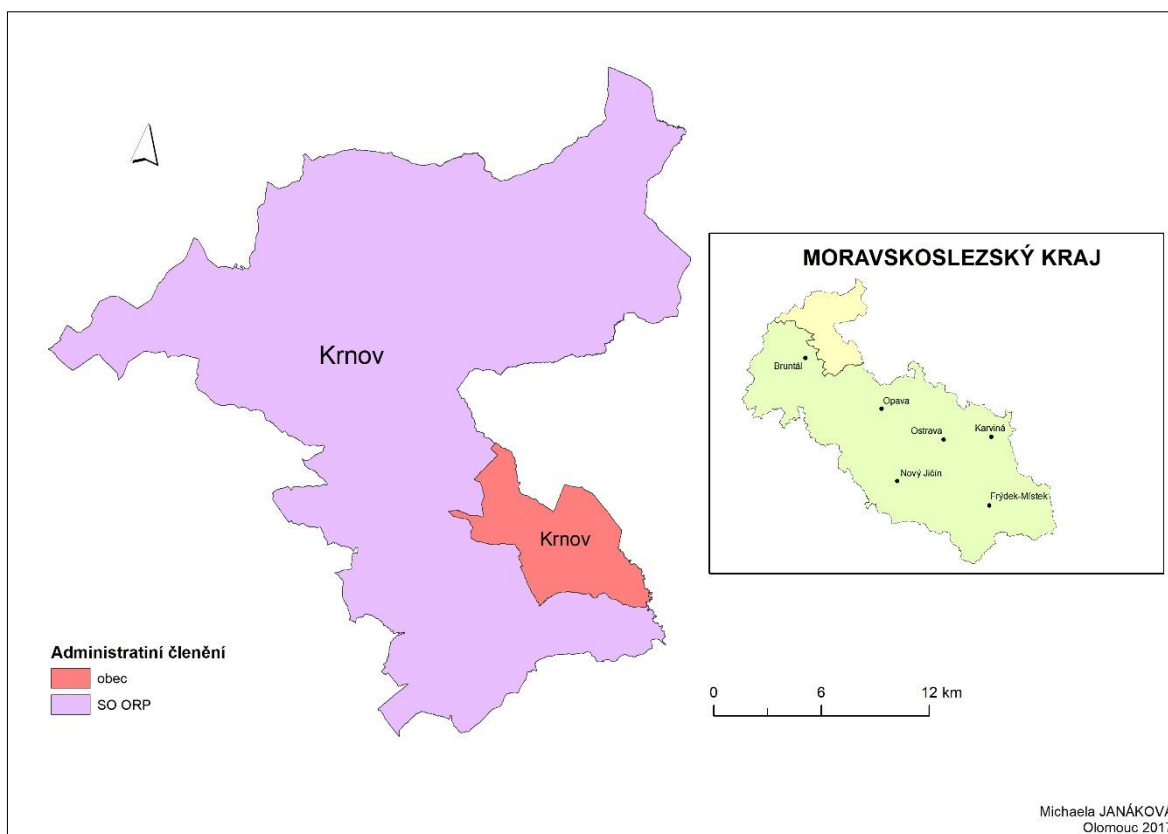 Krnov
Krnov
MORAVSKOSLEZSKÝ KRAJ
Bruntál
Opava
Ostrava
Karviná
Nový Jičín
Frýdek-Místek
Administratiní členění
obec
SO ORP
0 6 12 km
Michaela JANÁKOVÁ
Olomouc 2017